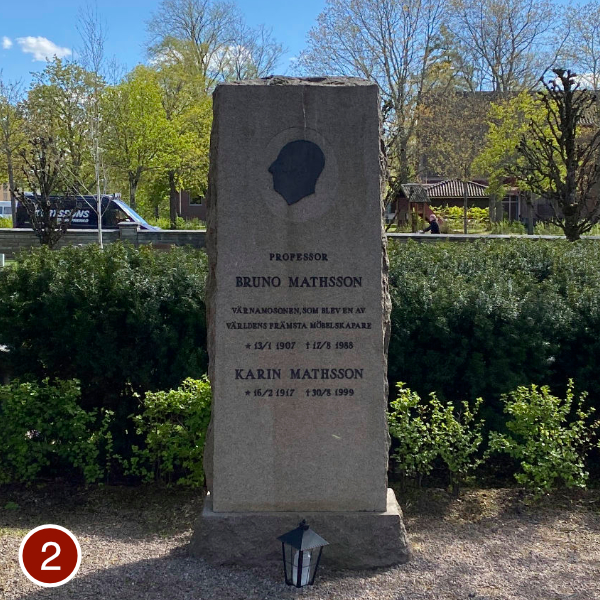 PROFESSOR
BRUNO MATHSSON
VÄRNAMOSONEN, SOM BLEV EN AV
VÄRLDENS FRÄMSTA MÖBELSKAPARE
* 13/1 1907 † 17/8 1988
KARIN MATHSSON
* 16/2 1917 † 30/8 1999
2